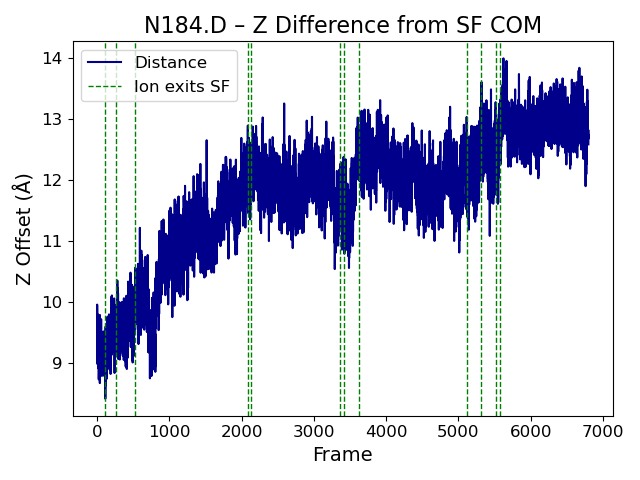 N184.D – Z Difference from SF COM
Distance
Ion exits SF
Z Offset (Å)
14
13
12
11
10
9
0 1000 2000 3000 4000 5000 6000 7000
Frame